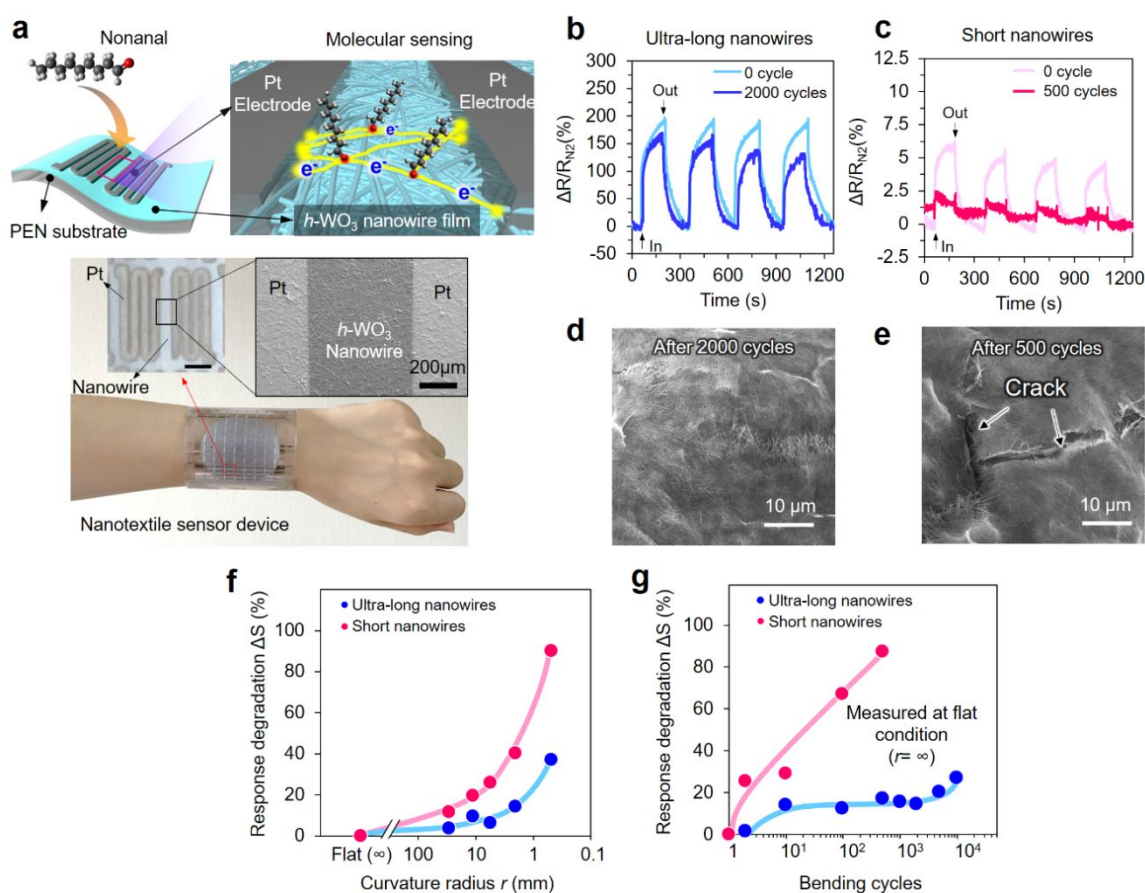 a
Nonanal
Molecular sensing
Pt
Electrode
Pt
Electrode
e-
e-
e-
e-
PEN substrate
h-WO₃ nanowire film
Pt
Nanowire
Pt
Pt
h-WO₃
Nanowire
200μm
Nanotextile sensor device
b
Ultra-long nanowires
300
250
200
150
100
50
0
-50
ΔR/R_N2(%)
0 cycle
2000 cycles
Out
In
0 300 600 900 1200
Time (s)
c
Short nanowires
12.5
10.0
7.5
5.0
2.5
0
-2.5
ΔR/R_N2(%)
0 cycle
500 cycles
Out
In
0 300 600 900 1200
Time (s)
d
After 2000 cycles
10 μm
e
After 500 cycles
Crack
10 μm
f
Response degradation ΔS (%)
Ultra-long nanowires
Short nanowires
100
80
60
40
20
0
Flat (∞) 100 10 1 0.1
Curvature radius r (mm)
g
Response degradation ΔS (%)
Ultra-long nanowires
Short nanowires
100
80
60
40
20
0
Measured at flat
condition
(r= ∞)
1 10¹ 10² 10³ 10⁴
Bending cycles